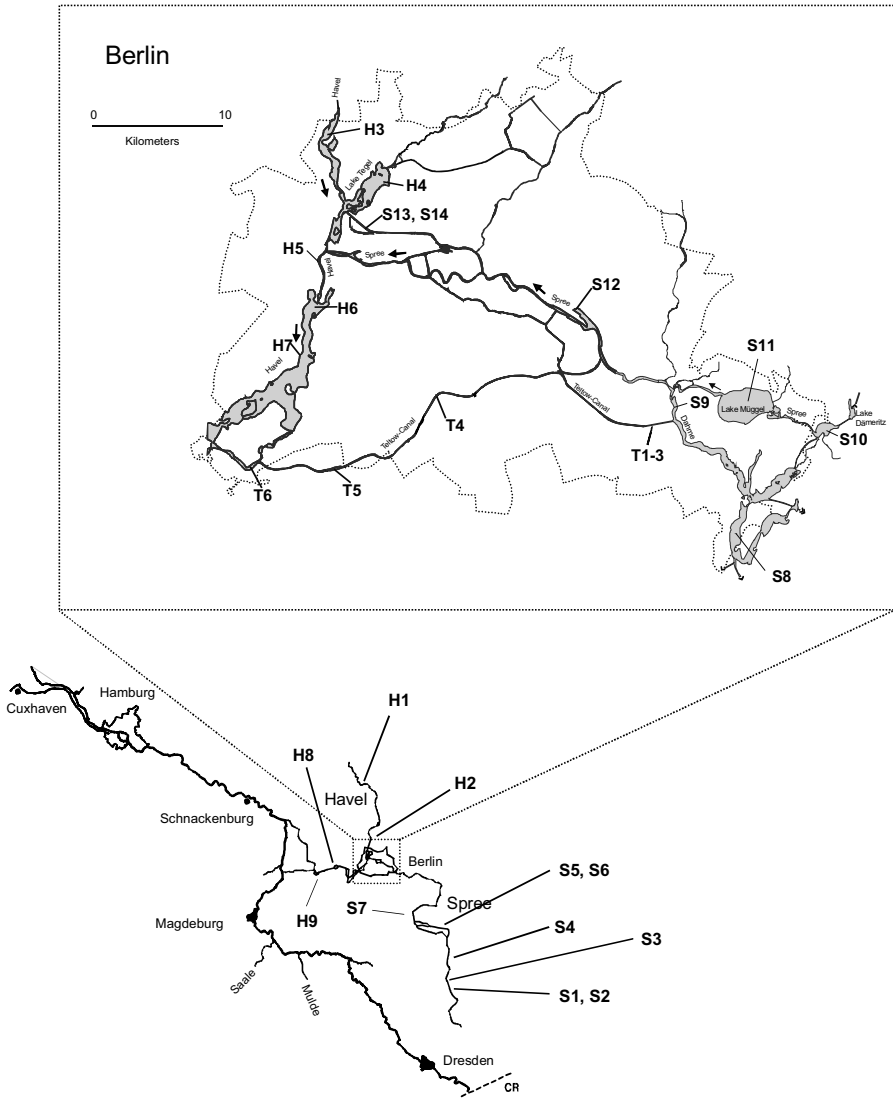 Berlin
0
10
Kilometers
Havel
H3
Lake Tegel
H4
S13, S14
H5
Havel
Spree
H6
Spree
S12
H7
Havel
S11
S9
Lake Müggel
Spree
Lake
Dämeritz
S10
Dahme
Teltow-Canal
T4
Teltow-Canal
T1-3
T6
T5
S8
Hamburg
Cuxhaven
H1
H8
H2
Havel
Schnackenburg
Berlin
S5, S6
Spree
S7
Magdeburg
H9
S4
S3
Saale
Mulde
S1, S2
Dresden
CR